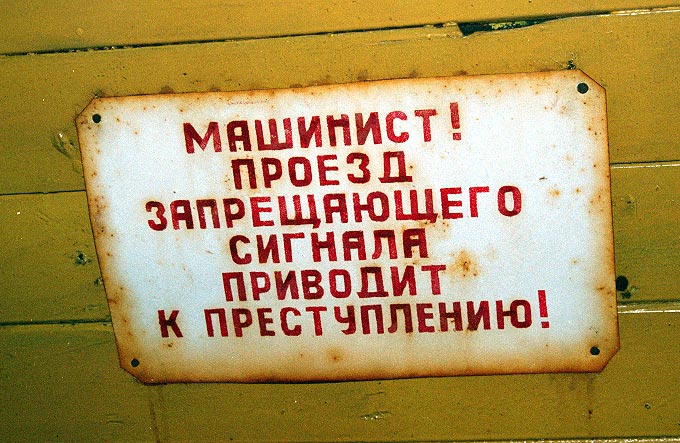 МАШИНИСТ!
ПРОЕЗД
ЗАПРЕЩАЮЩЕГО
СИГНАЛА
ПРИВОДИТ
К ПРЕСТУПЛЕНИЮ!